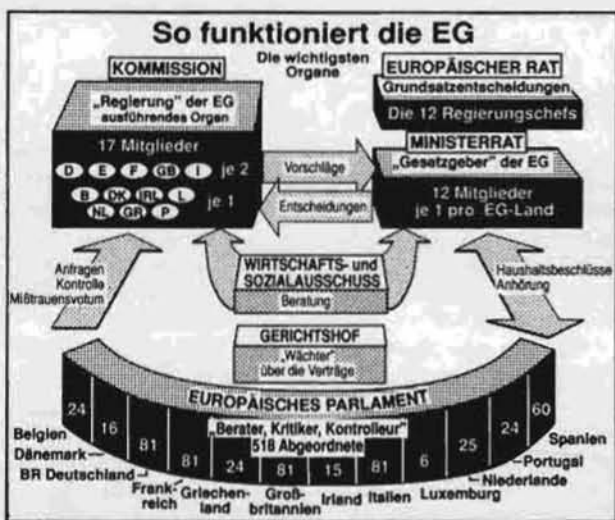 So funktioniert die EG
Die wichtigsten
Organe
KOMMISSION
„Regierung" der EG
ausführendes Organ
17 Mitglieder
D E F GB I je 2
B DK IRL L je 1
NL GR P
Vorschläge
Entscheidungen
EUROPÄISCHER RAT
Grundsatzentscheidungen
Die 12 Regierungschefs
MINISTERRAT
„Gesetzgeber" der EG
12 Mitglieder
je 1 pro EG-Land
Anfragen
Kontrolle
Mißtrauensvotum
WIRTSCHAFTS- und
SOZIALAUSSCHUSS
Beratung
Haushaltsbeschlüsse
Anhörung
GERICHTSHOF
„Wächter"
über die Verträge
EUROPÄISCHES PARLAMENT
„Berater, Kritiker, Kontrolleur"
518 Abgeordnete
24 16 81 81 24 81 15 81 6 25 24 60
Belgien
Dänemark
BR Deutschland
Frank-
reich
Griechen-
land
Groß-
britannien
Irland
Italien
Luxemburg
Niederlande
Portugal
Spanien